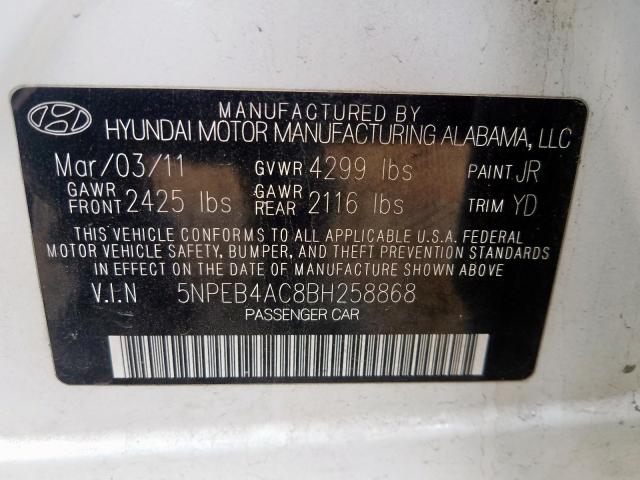 MANUFACTURED BY
HYUNDAI MOTOR MANUFACTURING ALABAMA, LLC
Mar/03/11 GVWR 4299 lbs PAINT JR
GAWR FRONT 2425 lbs GAWR REAR 2116 lbs TRIM YD
THIS VEHICLE CONFORMS TO ALL APPLICABLE U.S.A. FEDERAL
MOTOR VEHICLE SAFETY, BUMPER, AND THEFT PREVENTION STANDARDS
IN EFFECT ON THE DATE OF MANUFACTURE SHOWN ABOVE.
V.I.N 5NPEB4AC8BH258868
PASSENGER CAR